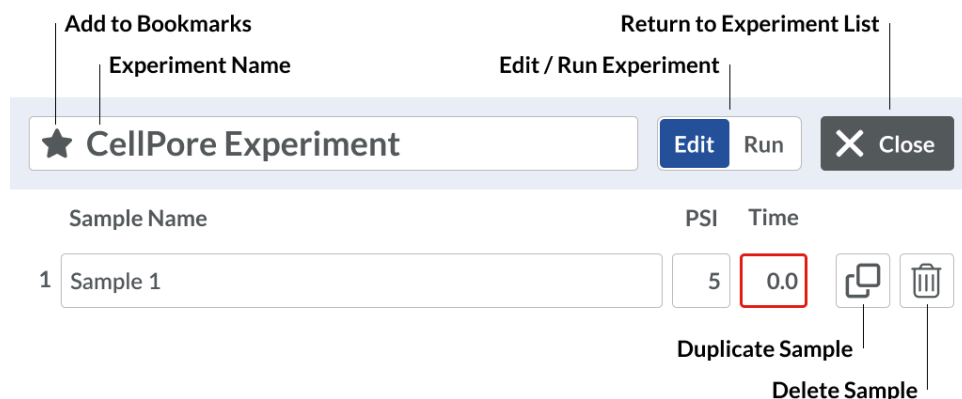 Add to Bookmarks
Return to Experiment List
Experiment Name
Edit / Run Experiment
CellPore Experiment
Edit
Run
Close
Sample Name
PSI
Time
1
Sample 1
5
0.0
Duplicate Sample
Delete Sample